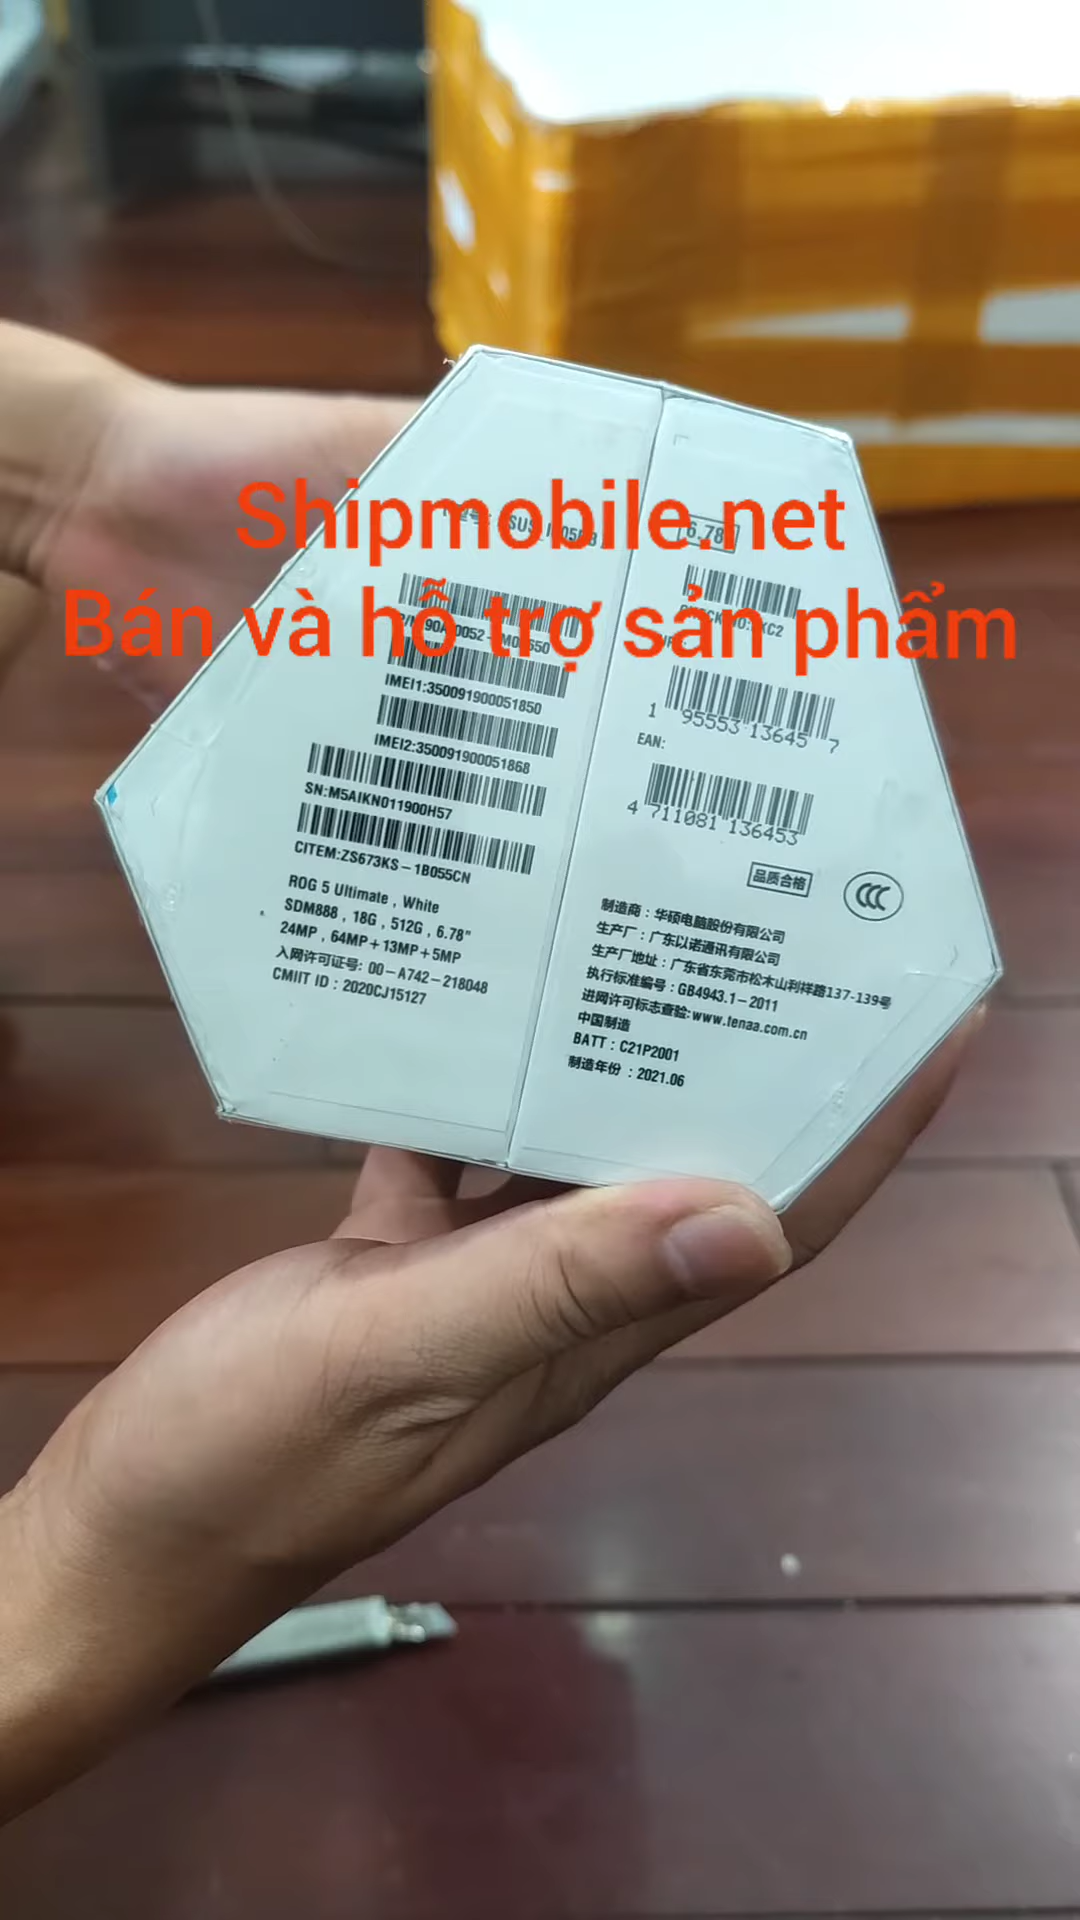 Shipmobile.net
Bán và hỗ trợ sản phẩm
6.78"
IMEI1:350091900051850
IMEI2:350091900051868
SN:M5AIKN011900H57
CITEM:ZS673KS-1B055CN
ROG 5 Ultimate , White
SDM888 , 18G , 512G , 6.78"
24MP , 64MP+13MP+5MP
入网许可证号: 00-A742-218048
CMIIT ID : 2020CJ15127
1 95553 13645 7
EAN:
4 711081 136453
品质合格
CCC
制造商 : 华硕电脑股份有限公司
生产厂 : 广东以诺通讯有限公司
生产厂地址 : 广东省东莞市松木山利祥路137-139号
执行标准编号 : GB4943.1-2011
进网许可标志查验:www.tenaa.com.cn
中国制造
BATT : C21P2001
制造年份 : 2021.06